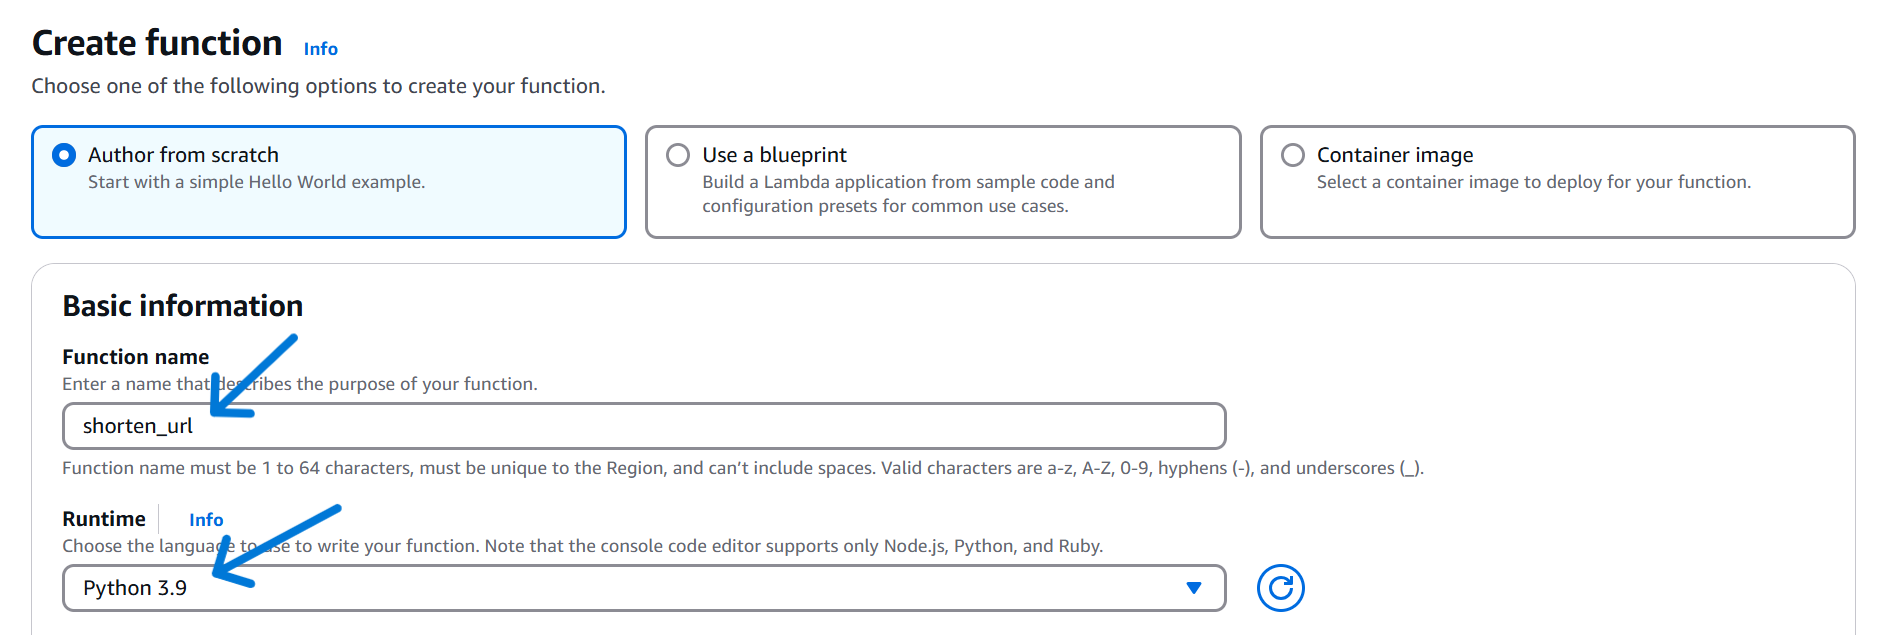 Create function Info
Choose one of the following options to create your function.
Author from scratch
Start with a simple Hello World example.
Use a blueprint
Build a Lambda application from sample code and
configuration presets for common use cases.
Container image
Select a container image to deploy for your function.
Basic information
Function name
Enter a name that describes the purpose of your function.
shorten_url
Function name must be 1 to 64 characters, must be unique to the Region, and can’t include spaces. Valid characters are a-z, A-Z, 0-9, hyphens (-), and underscores (_).
Runtime Info
Choose the language to use to write your function. Note that the console code editor supports only Node.js, Python, and Ruby.
Python 3.9